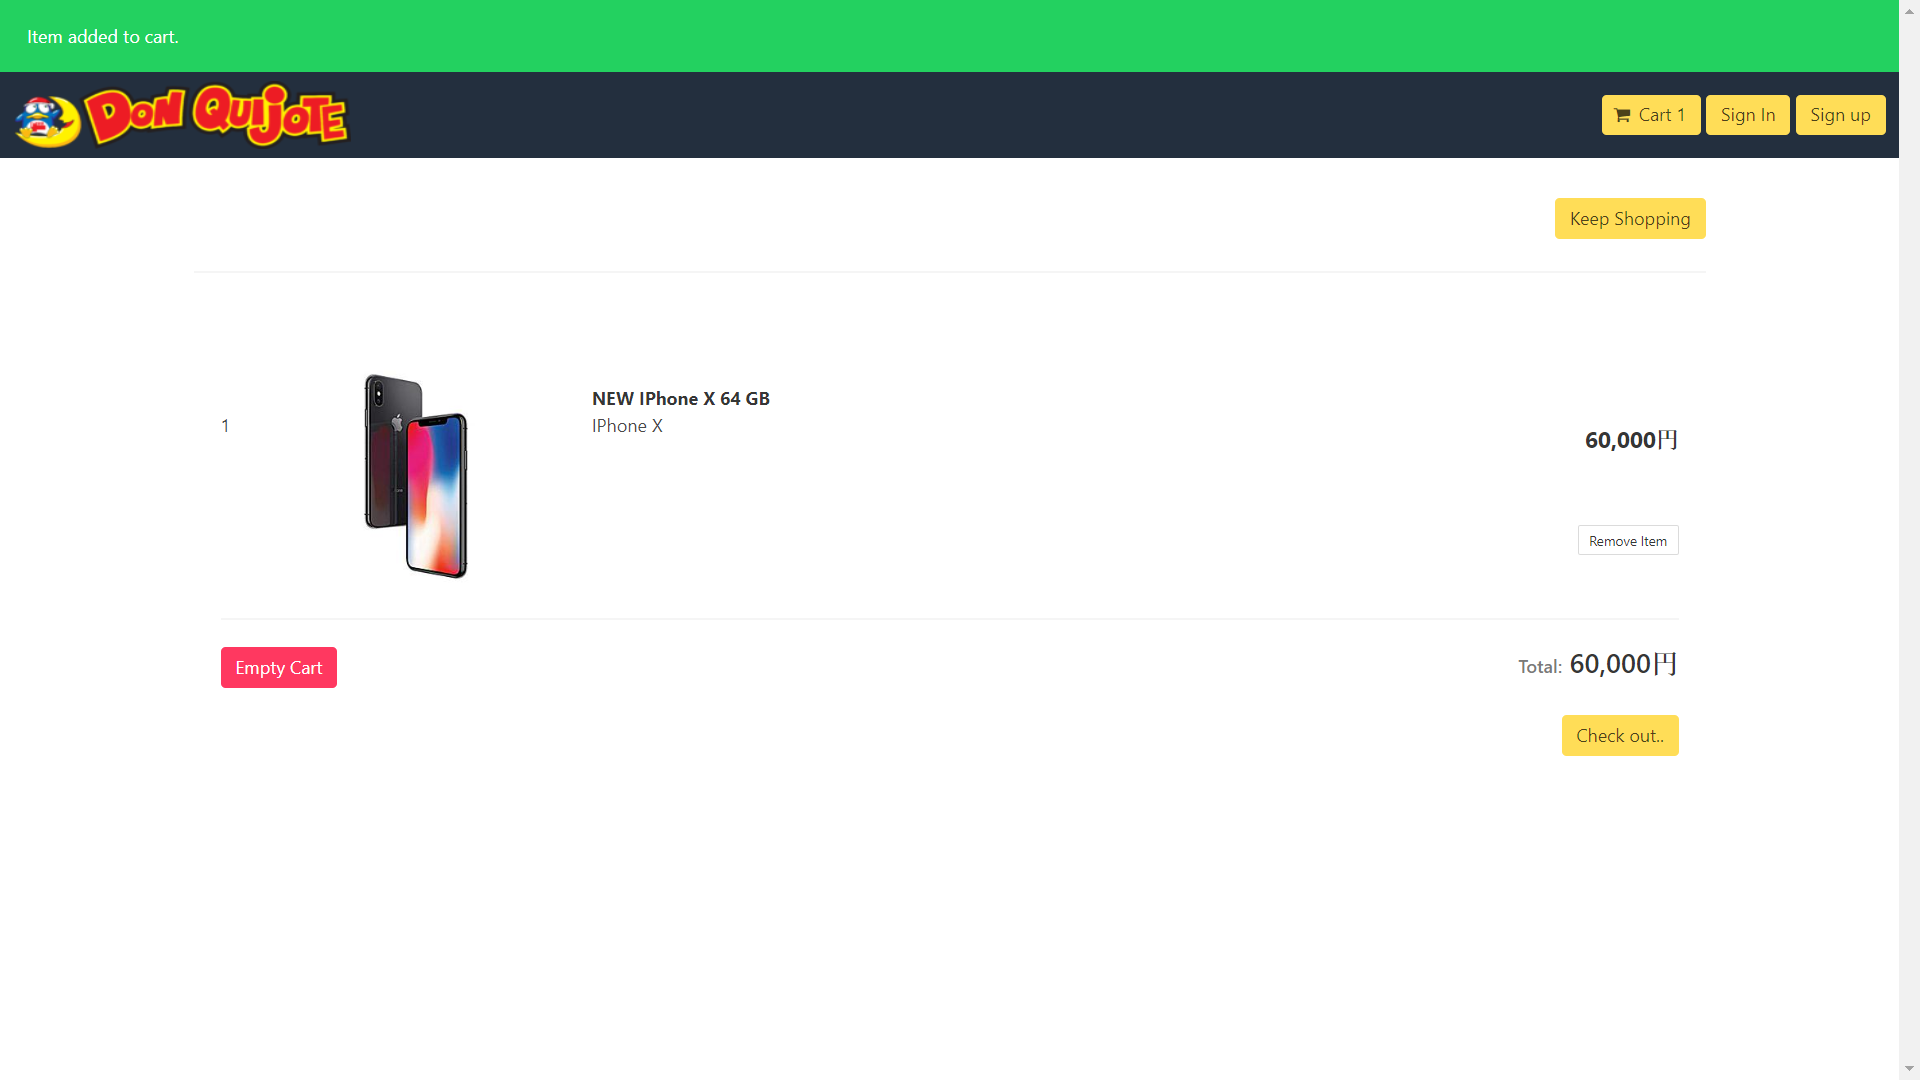 Item added to cart.
DON QUIJOTE
Cart 1
Sign In
Sign up
Keep Shopping
1
NEW IPhone X 64 GB
IPhone X
60,000円
Remove Item
Empty Cart
Total: 60,000円
Check out..